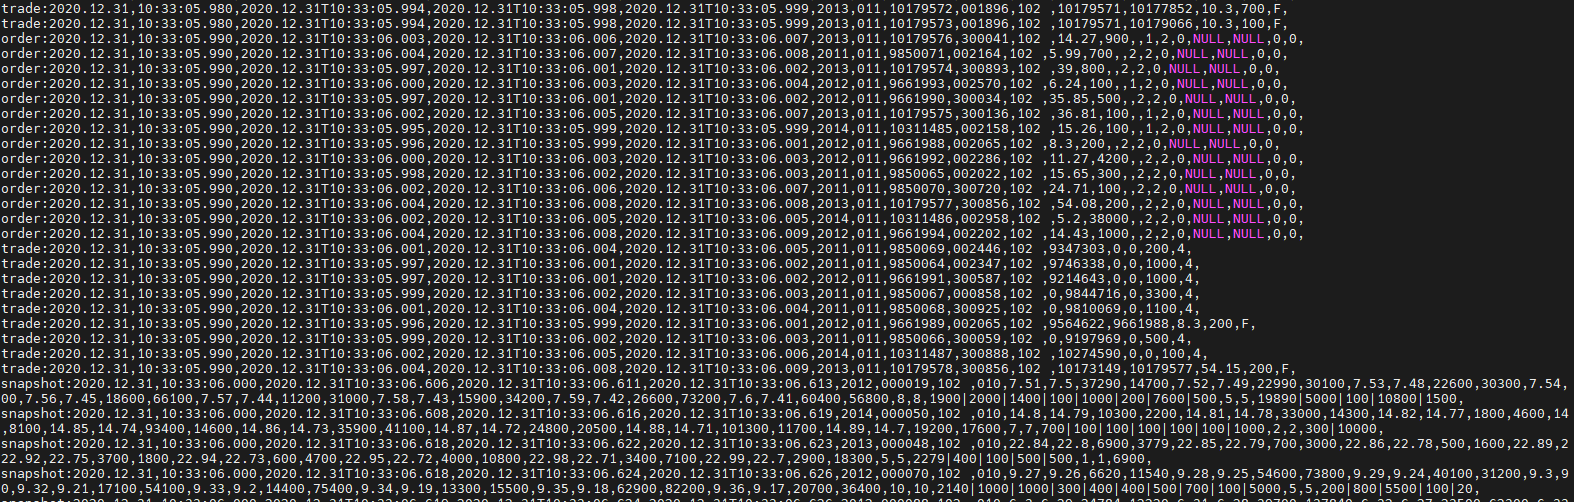 trade:2020.12.31,10:33:05.980,2020.12.31T10:33:05.994,2020.12.31T10:33:05.998,2020.12.31T10:33:05.999,2013,011,10179572,001896,102 ,10179571,10177852,10.3,700,F,
trade:2020.12.31,10:33:05.980,2020.12.31T10:33:05.994,2020.12.31T10:33:05.998,2020.12.31T10:33:05.999,2013,011,10179573,001896,102 ,10179571,10179066,10.3,100,F,
order:2020.12.31,10:33:05.990,2020.12.31T10:33:06.003,2020.12.31T10:33:06.006,2020.12.31T10:33:06.007,2013,011,10179576,300041,102 ,14.27,900,,1,2,0,NULL,NULL,0,0,
order:2020.12.31,10:33:05.990,2020.12.31T10:33:06.004,2020.12.31T10:33:06.007,2020.12.31T10:33:06.008,2011,011,9850071,002164,102 ,5.99,700,,2,2,0,NULL,NULL,0,0,
order:2020.12.31,10:33:05.990,2020.12.31T10:33:05.997,2020.12.31T10:33:06.001,2020.12.31T10:33:06.002,2013,011,10179574,300893,102 ,39,800,,2,2,0,NULL,NULL,0,0,
order:2020.12.31,10:33:05.990,2020.12.31T10:33:06.000,2020.12.31T10:33:06.003,2020.12.31T10:33:06.004,2012,011,9661993,002570,102 ,6.24,100,,1,2,0,NULL,NULL,0,0,
order:2020.12.31,10:33:05.990,2020.12.31T10:33:05.997,2020.12.31T10:33:06.001,2020.12.31T10:33:06.002,2012,011,9661990,300034,102 ,35.85,500,,2,2,0,NULL,NULL,0,0,
order:2020.12.31,10:33:05.990,2020.12.31T10:33:06.002,2020.12.31T10:33:06.005,2020.12.31T10:33:06.007,2013,011,10179575,300136,102 ,36.81,100,,1,2,0,NULL,NULL,0,0,
order:2020.12.31,10:33:05.990,2020.12.31T10:33:05.995,2020.12.31T10:33:05.999,2020.12.31T10:33:05.999,2014,011,10311485,002158,102 ,15.26,100,,1,2,0,NULL,NULL,0,0,
order:2020.12.31,10:33:05.990,2020.12.31T10:33:05.996,2020.12.31T10:33:05.999,2020.12.31T10:33:06.001,2012,011,9661988,002065,102 ,8.3,200,,2,2,0,NULL,NULL,0,0,
order:2020.12.31,10:33:05.990,2020.12.31T10:33:06.000,2020.12.31T10:33:06.003,2020.12.31T10:33:06.003,2012,011,9661992,002286,102 ,11.27,4200,,2,2,0,NULL,NULL,0,0,
order:2020.12.31,10:33:05.990,2020.12.31T10:33:05.998,2020.12.31T10:33:06.002,2020.12.31T10:33:06.003,2011,011,9850065,002022,102 ,15.65,300,,2,2,0,NULL,NULL,0,0,
order:2020.12.31,10:33:05.990,2020.12.31T10:33:06.002,2020.12.31T10:33:06.006,2020.12.31T10:33:06.007,2011,011,9850070,300720,102 ,24.71,100,,2,2,0,NULL,NULL,0,0,
order:2020.12.31,10:33:05.990,2020.12.31T10:33:06.004,2020.12.31T10:33:06.008,2020.12.31T10:33:06.008,2013,011,10179577,300856,102 ,54.08,200,,2,2,0,NULL,NULL,0,0,
order:2020.12.31,10:33:05.990,2020.12.31T10:33:06.002,2020.12.31T10:33:06.005,2020.12.31T10:33:06.005,2014,011,10311486,002958,102 ,5.2,38000,,2,2,0,NULL,NULL,0,0,
order:2020.12.31,10:33:05.990,2020.12.31T10:33:06.004,2020.12.31T10:33:06.008,2020.12.31T10:33:06.009,2012,011,9661994,002202,102 ,14.43,1000,,2,2,0,NULL,NULL,0,0,
trade:2020.12.31,10:33:05.990,2020.12.31T10:33:06.001,2020.12.31T10:33:06.004,2020.12.31T10:33:06.005,2011,011,9850069,002446,102 ,9347303,0,0,200,4,
trade:2020.12.31,10:33:05.990,2020.12.31T10:33:05.997,2020.12.31T10:33:06.001,2020.12.31T10:33:06.002,2011,011,9850064,002347,102 ,9746338,0,0,1000,4,
trade:2020.12.31,10:33:05.990,2020.12.31T10:33:05.997,2020.12.31T10:33:06.001,2020.12.31T10:33:06.002,2012,011,9661991,300587,102 ,9214643,0,0,1000,4,
trade:2020.12.31,10:33:05.990,2020.12.31T10:33:05.999,2020.12.31T10:33:06.002,2020.12.31T10:33:06.003,2011,011,9850067,000858,102 ,0,9844716,0,3300,4,
trade:2020.12.31,10:33:05.990,2020.12.31T10:33:06.001,2020.12.31T10:33:06.004,2020.12.31T10:33:06.004,2011,011,9850068,300925,102 ,0,9810069,0,1100,4,
trade:2020.12.31,10:33:05.990,2020.12.31T10:33:05.996,2020.12.31T10:33:05.999,2020.12.31T10:33:06.001,2012,011,9661989,002065,102 ,9564622,9661988,8.3,200,F,
trade:2020.12.31,10:33:05.990,2020.12.31T10:33:05.999,2020.12.31T10:33:06.002,2020.12.31T10:33:06.003,2011,011,9850066,300059,102 ,0,9197969,0,500,4,
trade:2020.12.31,10:33:05.990,2020.12.31T10:33:06.002,2020.12.31T10:33:06.005,2020.12.31T10:33:06.006,2014,011,10311487,300888,102 ,10274590,0,0,100,4,
trade:2020.12.31,10:33:05.990,2020.12.31T10:33:06.004,2020.12.31T10:33:06.008,2020.12.31T10:33:06.009,2013,011,10179578,300856,102 ,10173149,10179577,54.15,200,F,
snapshot:2020.12.31,10:33:06.000,2020.12.31T10:33:06.606,2020.12.31T10:33:06.611,2020.12.31T10:33:06.613,2012,000019,102 ,010,7.51,7.5,37290,14700,7.52,7.49,22990,30100,7.53,7.48,22600,30300,7.54,
00,7.56,7.45,18600,66100,7.57,7.44,11200,31000,7.58,7.43,15900,34200,7.59,7.42,26600,73200,7.6,7.41,60400,56800,8,8,1900|2000|1400|100|1000|200|7600|500,5,5,19890|5000|100|10800|1500,
snapshot:2020.12.31,10:33:06.000,2020.12.31T10:33:06.608,2020.12.31T10:33:06.616,2020.12.31T10:33:06.619,2014,000050,102 ,010,14.8,14.79,10300,2200,14.81,14.78,33000,14300,14.82,14.77,1800,4600,14
,8100,14.85,14.74,93400,14600,14.86,14.73,35900,41100,14.87,14.72,24800,20500,14.88,14.71,101300,11700,14.89,14.7,19200,17600,7,7,700|100|100|100|100|100|1000,2,2,300|10000,
snapshot:2020.12.31,10:33:06.000,2020.12.31T10:33:06.618,2020.12.31T10:33:06.622,2020.12.31T10:33:06.623,2013,000048,102 ,010,22.84,22.8,6900,3779,22.85,22.79,700,3000,22.86,22.78,500,1600,22.89,2
22.92,22.75,3700,1800,22.94,22.73,600,4700,22.95,22.72,4000,10800,22.98,22.71,3400,7100,22.99,22.7,2900,18300,5,5,2279|400|100|500|500,1,1,6900,
snapshot:2020.12.31,10:33:06.000,2020.12.31T10:33:06.618,2020.12.31T10:33:06.624,2020.12.31T10:33:06.626,2012,000070,102 ,010,9.27,9.26,6620,11540,9.28,9.25,54600,73800,9.29,9.24,40100,31200,9.3,9
0,9.32,9.21,17100,54100,9.33,9.2,14400,75400,9.34,9.19,13300,15500,9.35,9.18,62900,82200,9.36,9.17,20700,36400,10,10,2140|1000|1000|300|400|400|500|700|100|5000,5,5,200|800|5500|100|20,